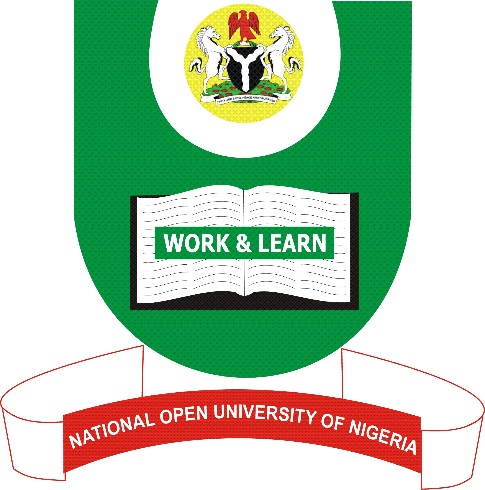 WORK & LEARN
NATIONAL OPEN UNIVERSITY OF NIGERIA